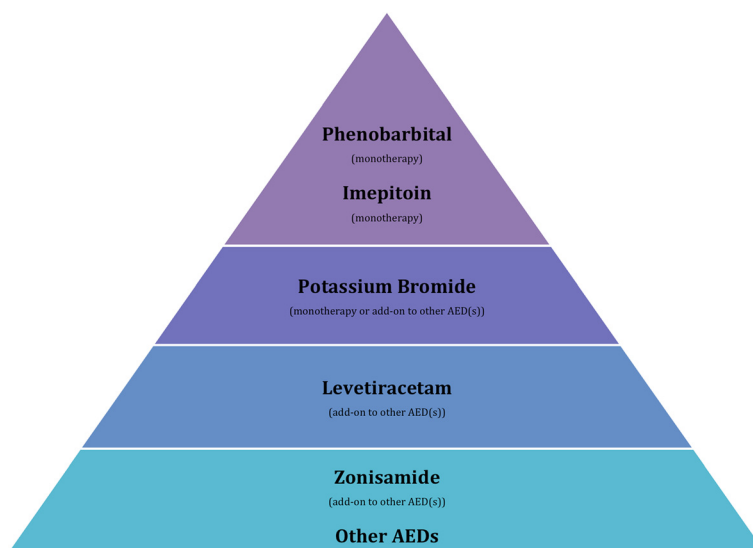 Phenobarbital
(monotherapy)
Imepitoin
(monotherapy)
Potassium Bromide
(monotherapy or add-on to other AED(s))
Levetiracetam
(add-on to other AED(s))
Zonisamide
(add-on to other AED(s))
Other AEDs